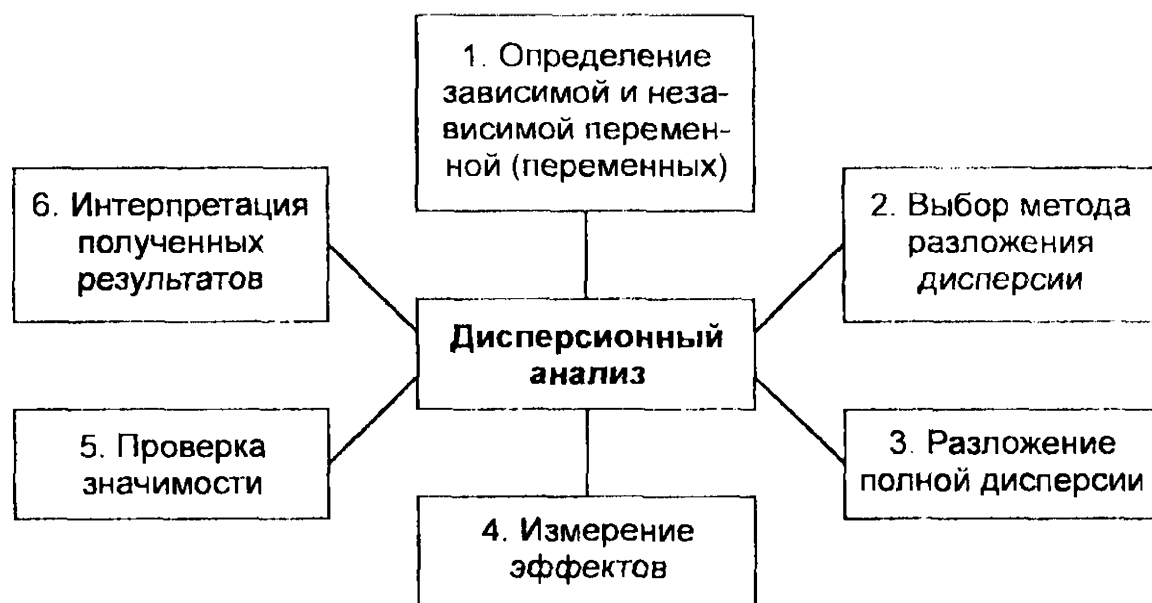 1. Определение
зависимой и неза-
висимой перемен-
ной (переменных)
6. Интерпретация
полученных
результатов
2. Выбор метода
разложения
дисперсии
Дисперсионный
анализ
5. Проверка
значимости
3. Разложение
полной дисперсии
4. Измерение
эффектов